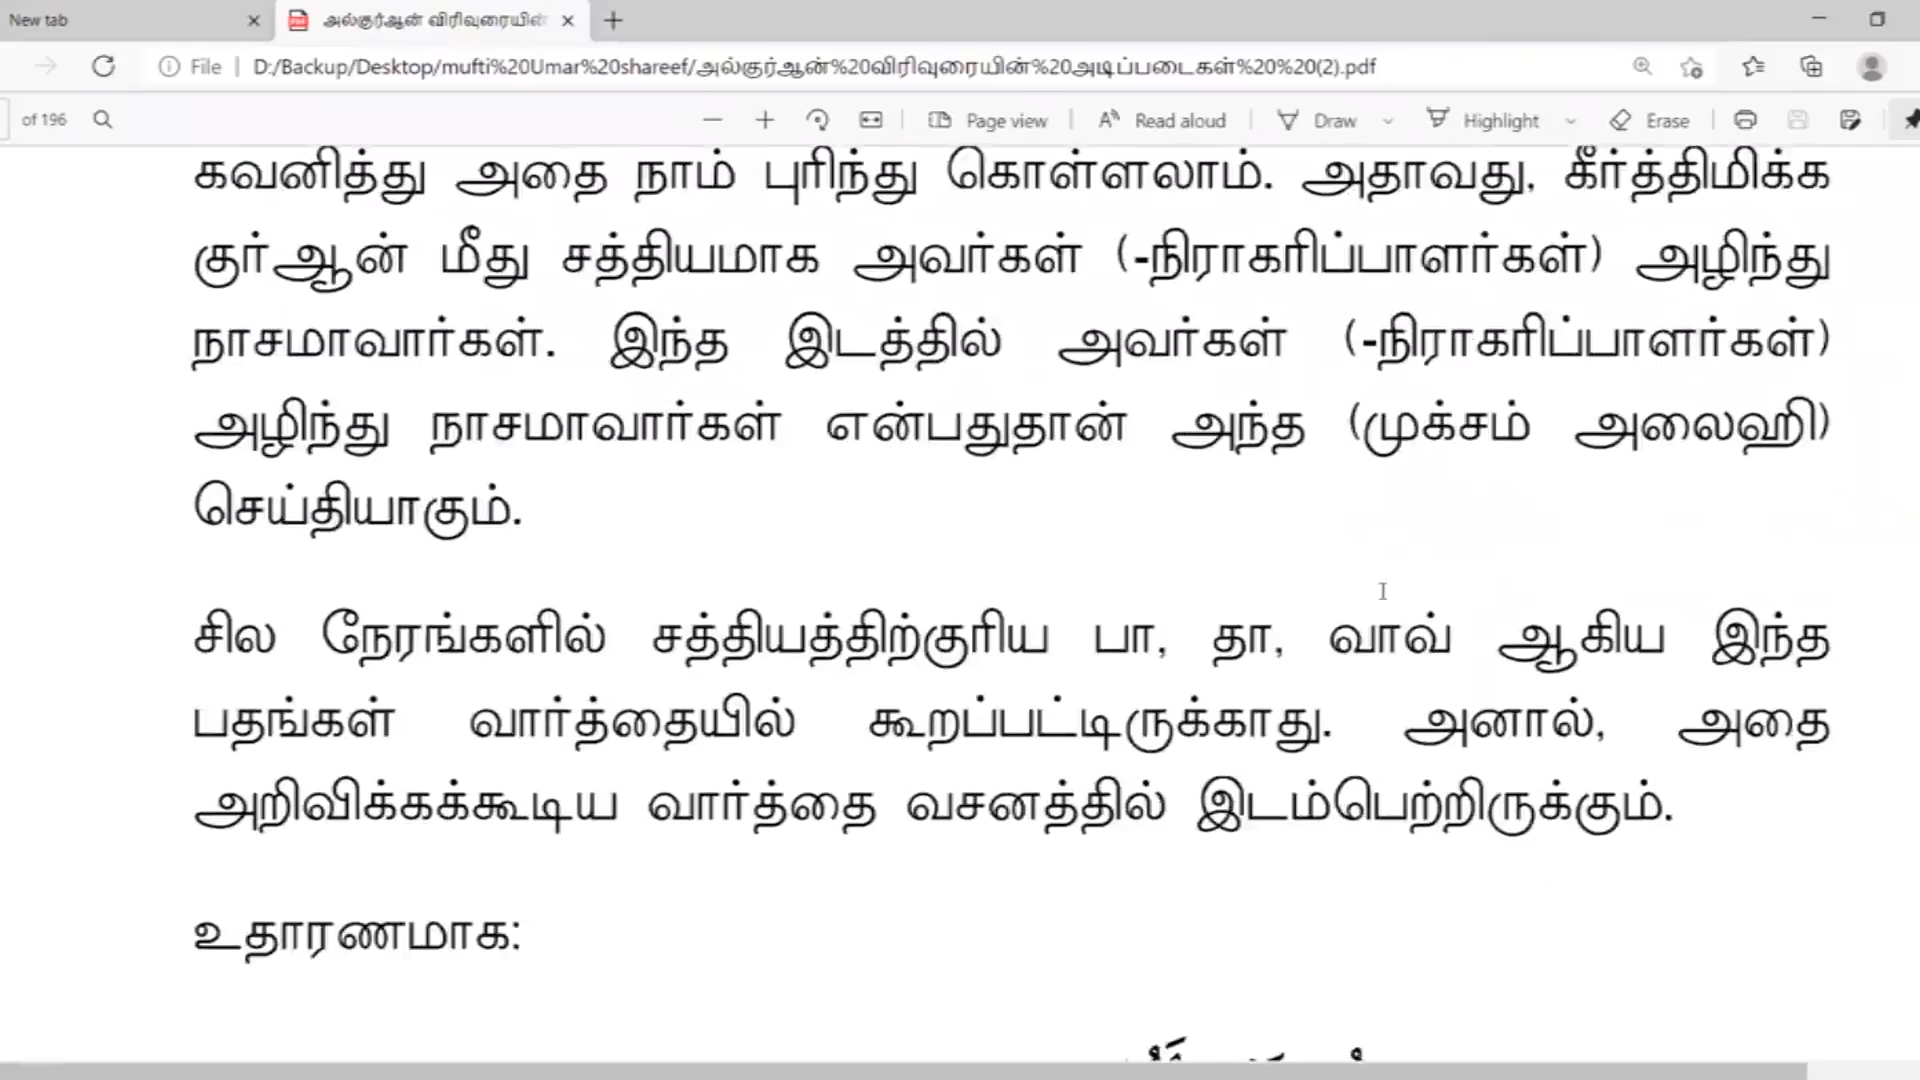 New tab
அல்குர்ஆன் விரிவுரையின்
File
D:/Backup/Desktop/mufti%20Umar%20shareef/அல்குர்ஆன்%20விரிவுரையின்%20அடிப்படைகள்%20%20(2).pdf
of 196
Page view
Read aloud
Draw
Highlight
Erase
கவனித்து அதை நாம் புரிந்து கொள்ளலாம். அதாவது, கீர்த்திமிக்க
குர்ஆன் மீது சத்தியமாக அவர்கள் (-நிராகரிப்பாளர்கள்) அழிந்து
நாசமாவார்கள். இந்த இடத்தில் அவர்கள் (-நிராகரிப்பாளர்கள்)
அழிந்து நாசமாவார்கள் என்பதுதான் அந்த (முக்சம் அலைஹி)
செய்தியாகும்.
சில நேரங்களில் சத்தியத்திற்குரிய பா, தா, வாவ் ஆகிய இந்த
பதங்கள் வார்த்தையில் கூறப்பட்டிருக்காது. அனால், அதை
அறிவிக்கக்கூடிய வார்த்தை வசனத்தில் இடம்பெற்றிருக்கும்.
உதாரணமாக: